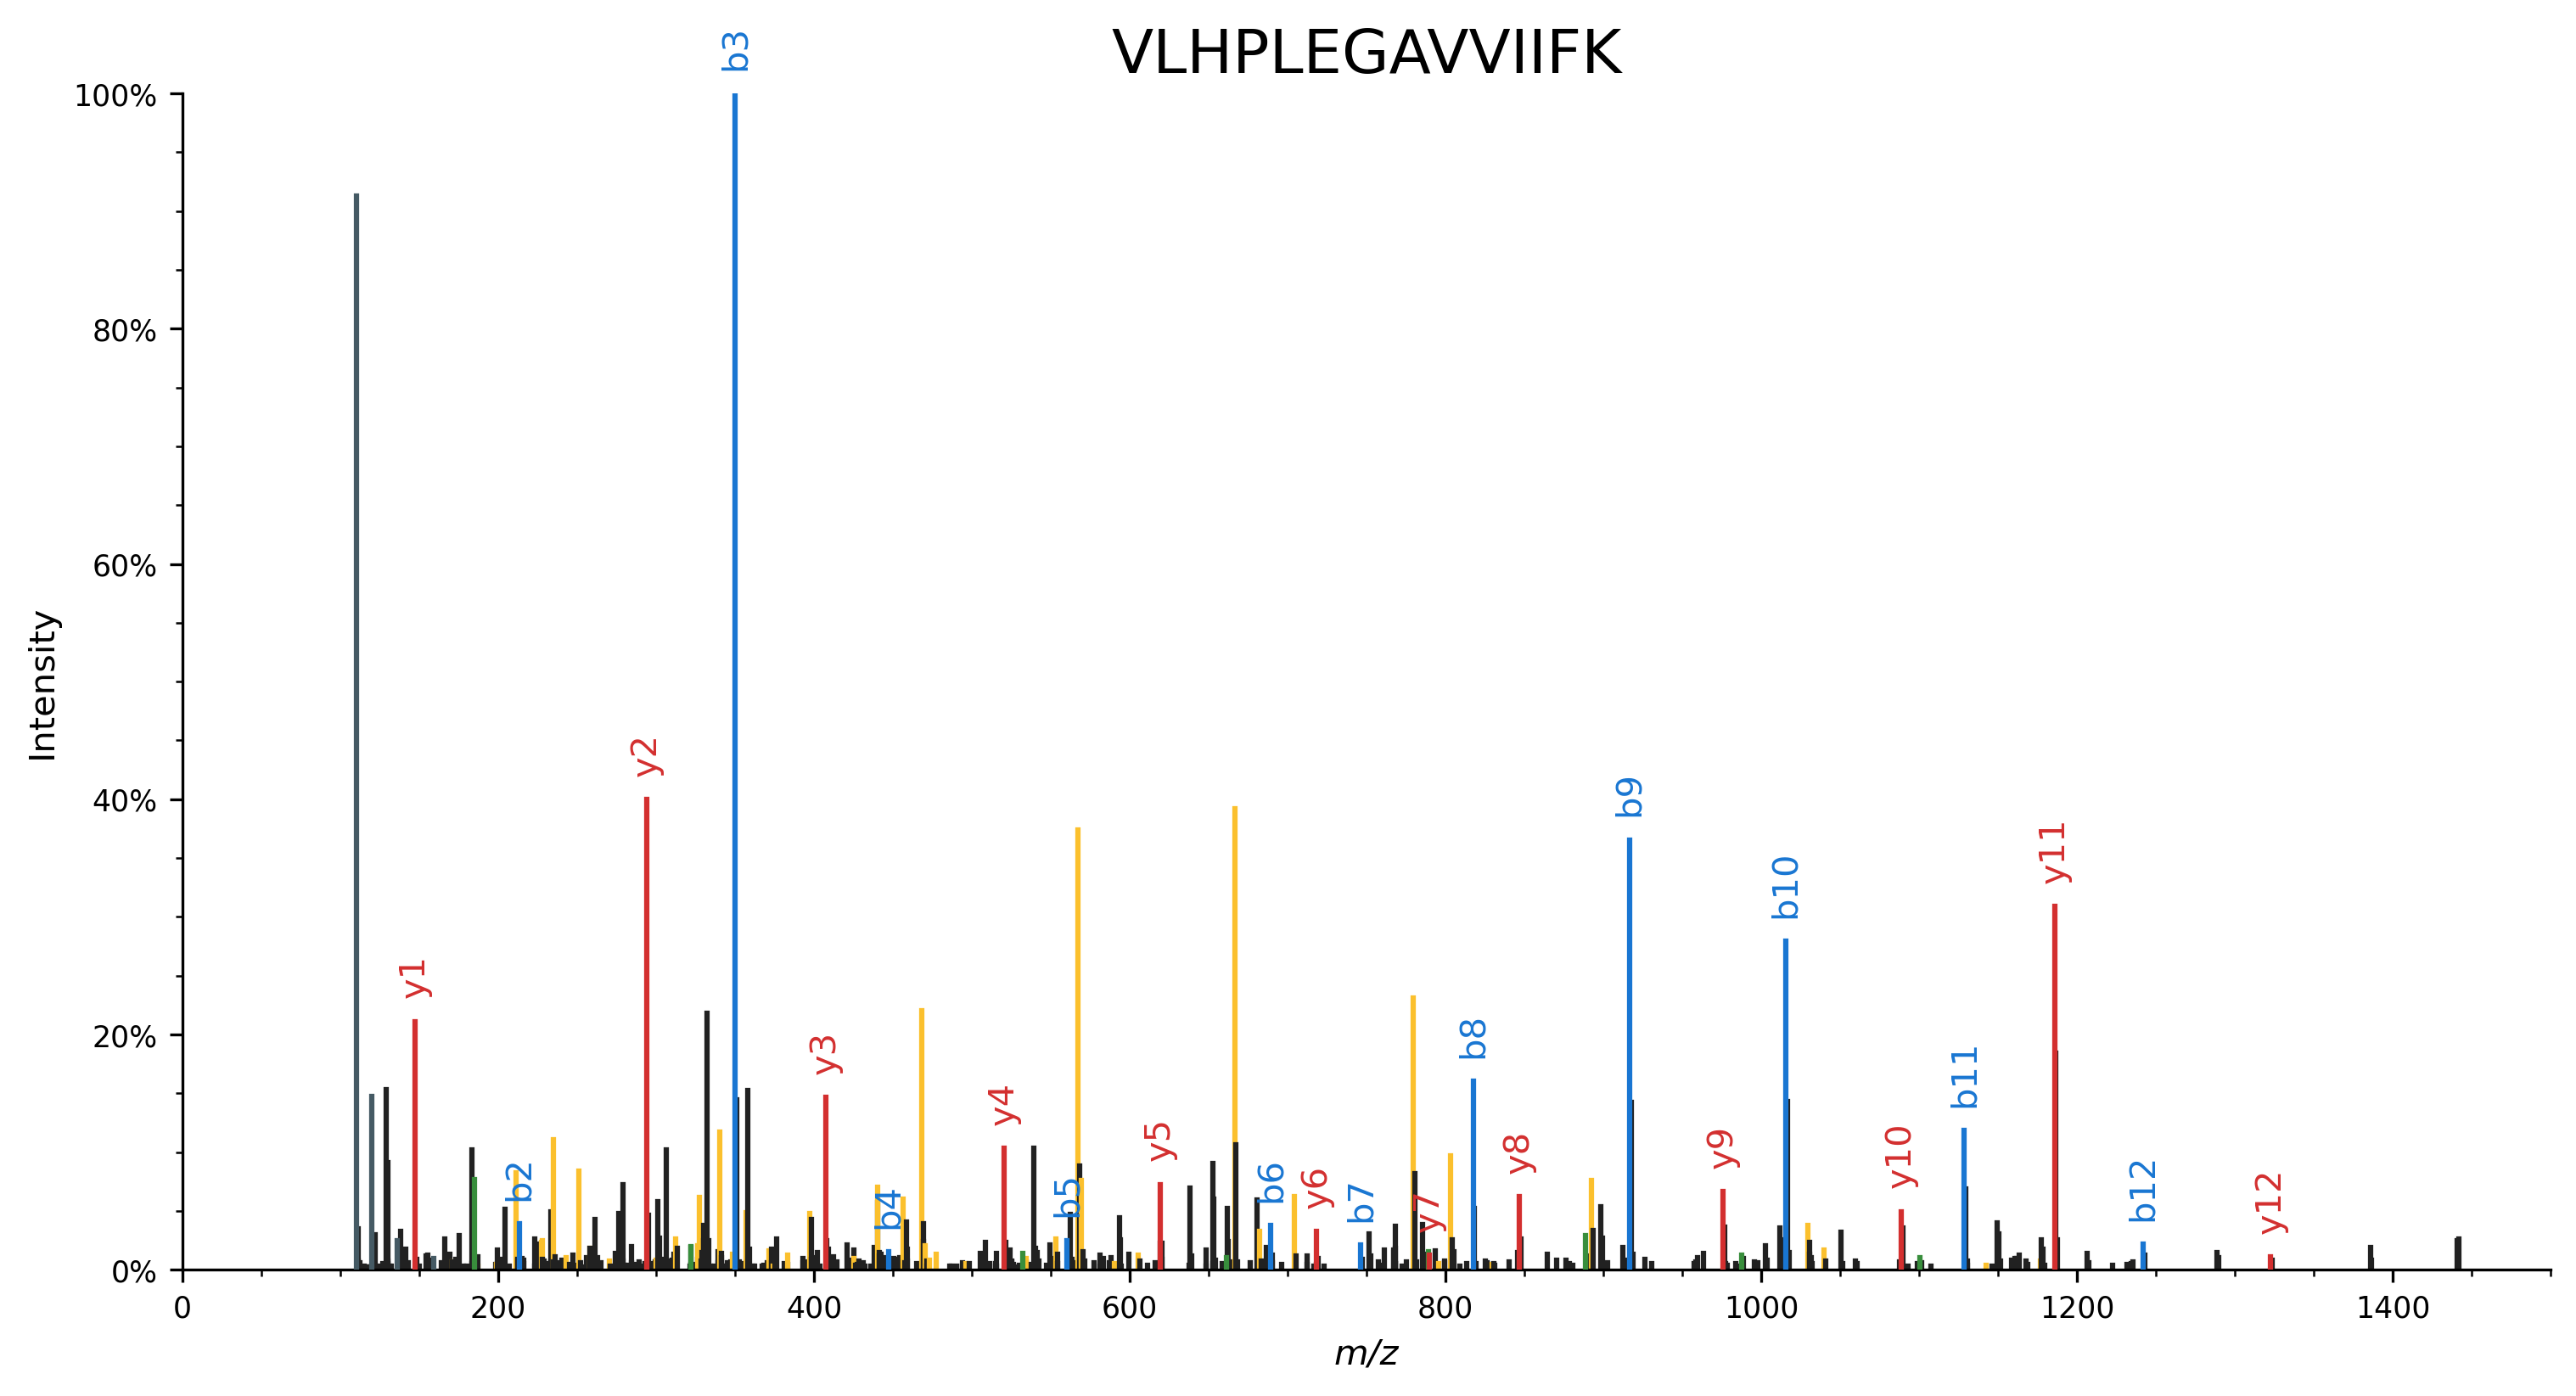 VLHPLEGAVVIIFK
b3
100%
80%
60%
40%
20%
0%
Intensity
y1
b2
y2
y3
b4
y4
b5
y5
b6
y6
b7
y7
b8
y8
b9
y9
b10
y10
b11
y11
b12
y12
0
200
400
600
800
1000
1200
1400
m/z